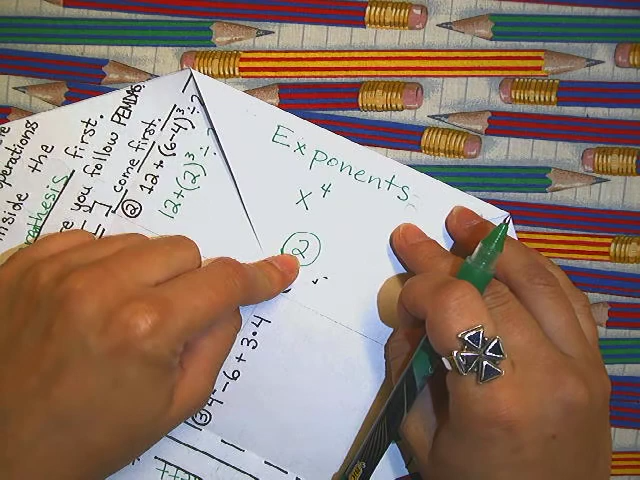 Exponents
x⁴
②
operations
inside the
first.
you follow PEMDAS
come first.
② 12+(6-4)³÷2
12+(2)³÷2
③ 4 - 6 + 3·4